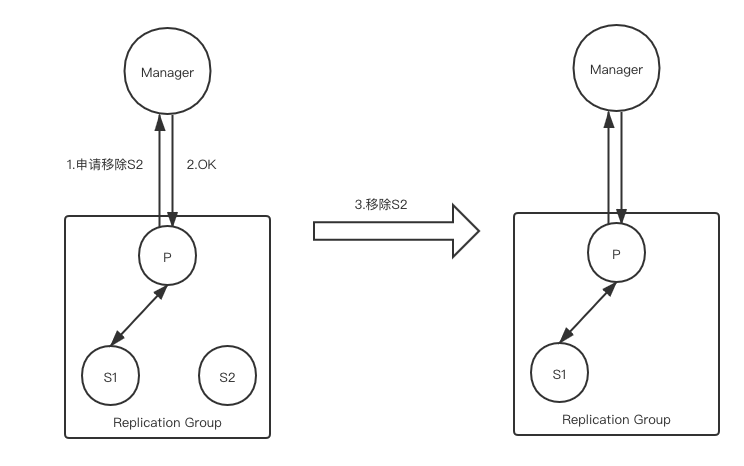 Manager
1.申请移除S2
2.OK
P
S1
S2
Replication Group
3.移除S2
Manager
P
S1
Replication Group